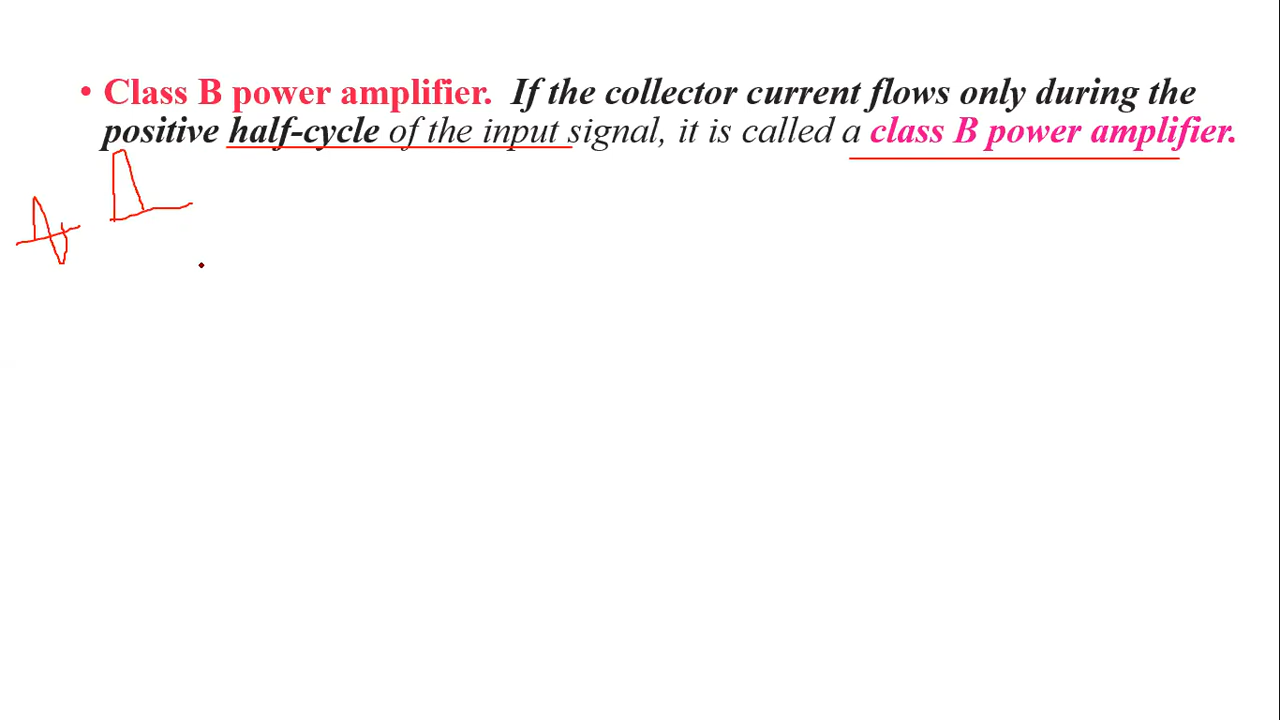 • Class B power amplifier. If the collector current flows only during the
positive half-cycle of the input signal, it is called a class B power amplifier.